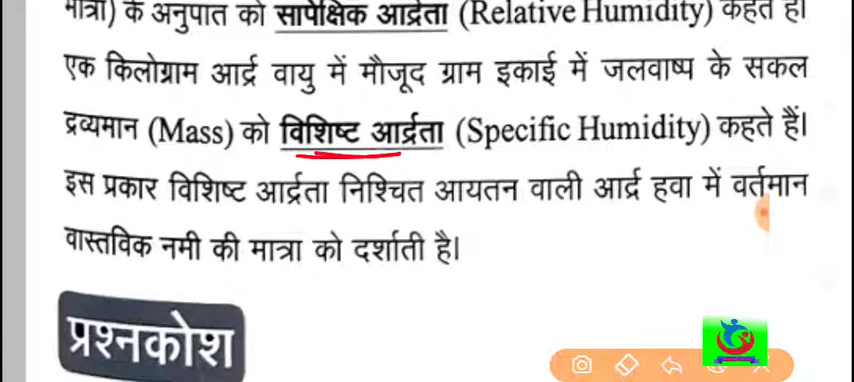 मात्रा) के अनुपात को सापेक्षिक आर्द्रता (Relative Humidity) कहते हैं।
एक किलोग्राम आर्द्र वायु में मौजूद ग्राम इकाई में जलवाष्प के सकल
द्रव्यमान (Mass) को विशिष्ट आर्द्रता (Specific Humidity) कहते हैं।
इस प्रकार विशिष्ट आर्द्रता निश्चित आयतन वाली आर्द्र हवा में वर्तमान
वास्तविक नमी की मात्रा को दर्शाती है।
प्रश्नकोश